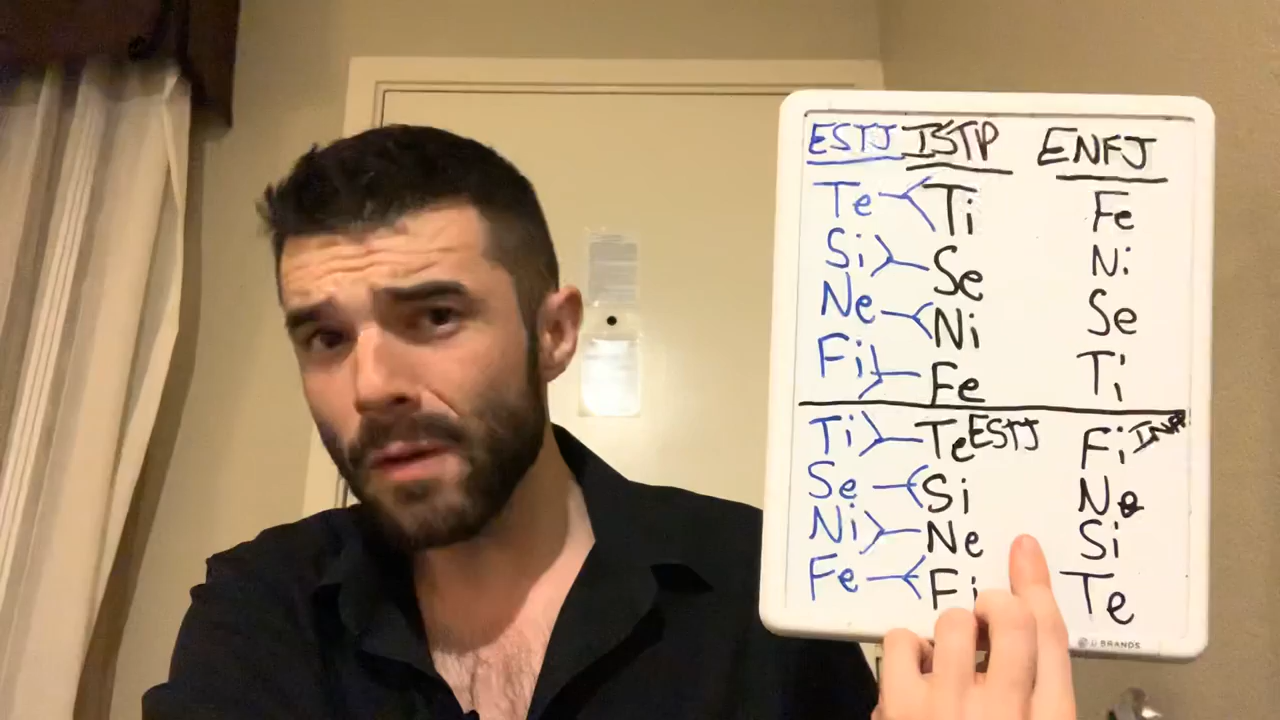 ESTJ ISTP ENFJ
Te Ti Fe
Si Se Ni
Ne Ni Se
Fi Fe Ti
Ti Te ESTJ Fi
Se Si Ne
Ni Ne Si
Fe Fi Te
BRANDS